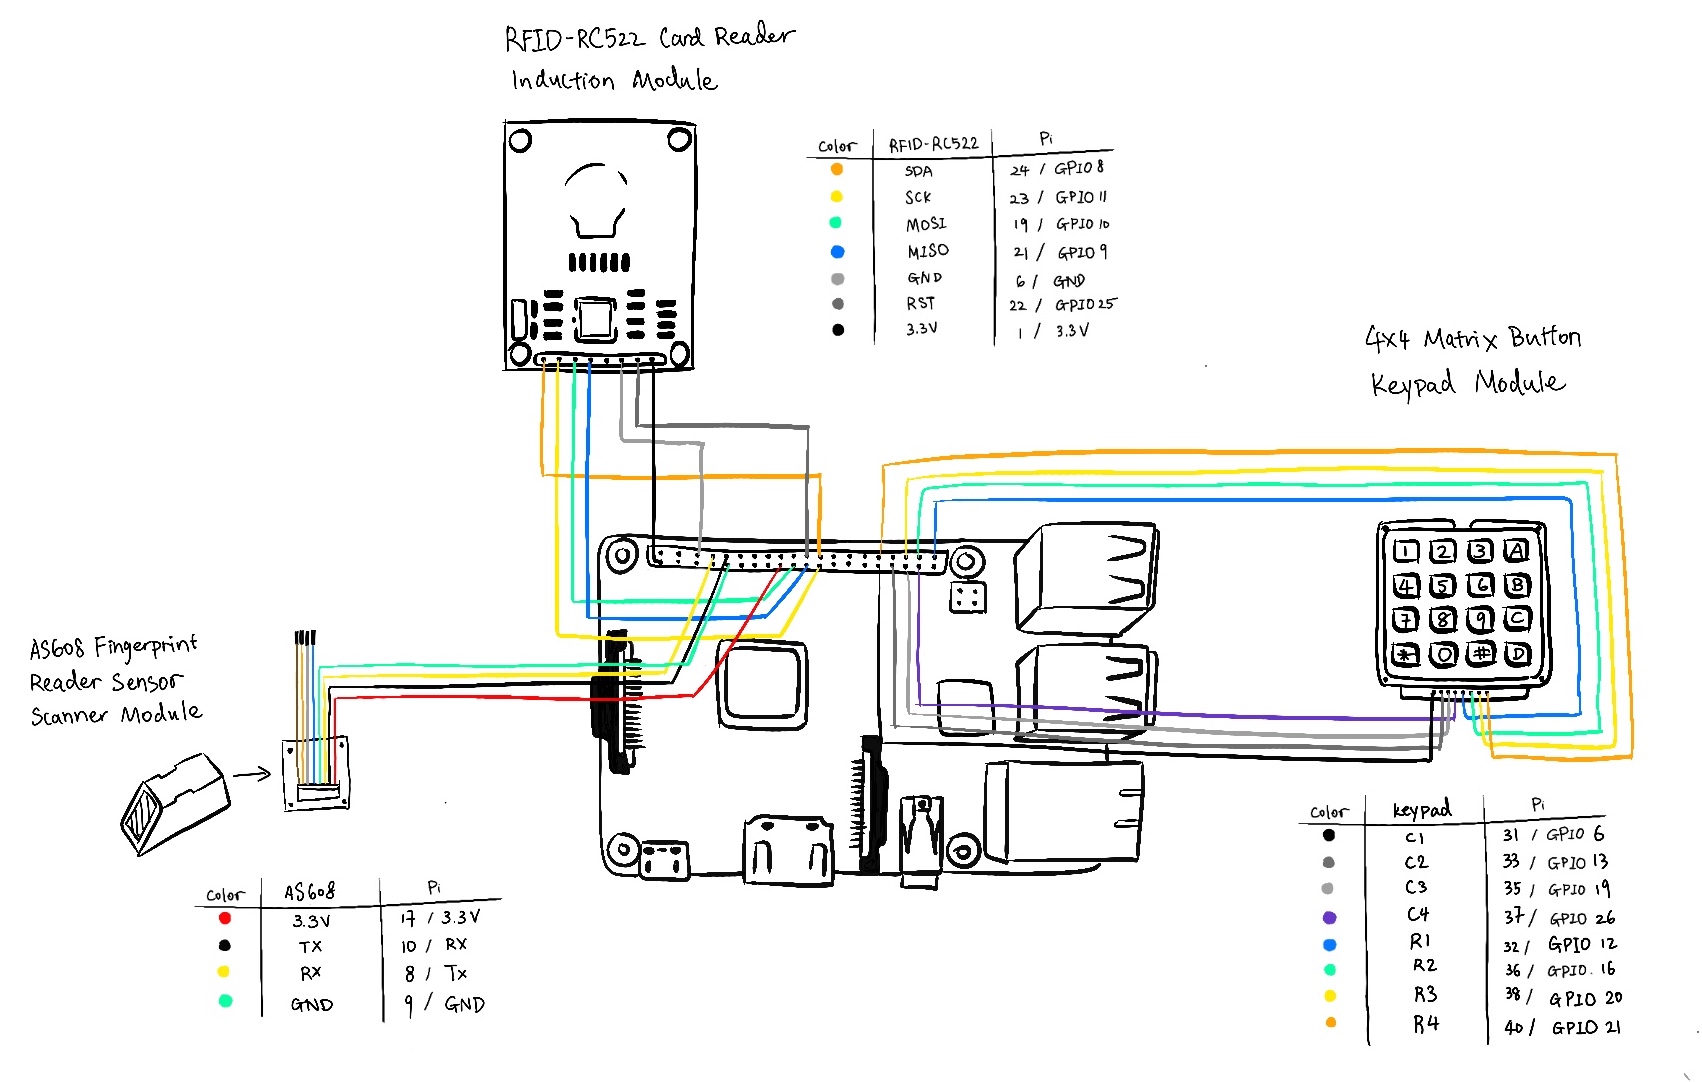 RFID-RC522 Card Reader
Induction Module
Color RFID-RC522 Pi
SDA 24 / GPIO 8
SCK 23 / GPIO 11
MOSI 19 / GPIO 10
MISO 21 / GPIO 9
GND 6 / GND
RST 22 / GPIO 25
3.3V 1 / 3.3V
4x4 Matrix Button
Keypad Module
1 2 3 A
4 5 6 B
7 8 9 C
* 0 # D
AS608 Fingerprint
Reader Sensor
Scanner Module
Color AS608 Pi
3.3V 17 / 3.3V
TX 10 / RX
RX 8 / Tx
GND 9 / GND
Color keypad Pi
C1 31 / GPIO 6
C2 33 / GPIO 13
C3 35 / GPIO 19
C4 37 / GPIO 26
R1 32 / GPIO 12
R2 36 / GPIO. 16
R3 38 / GPIO 20
R4 40 / GPIO 21